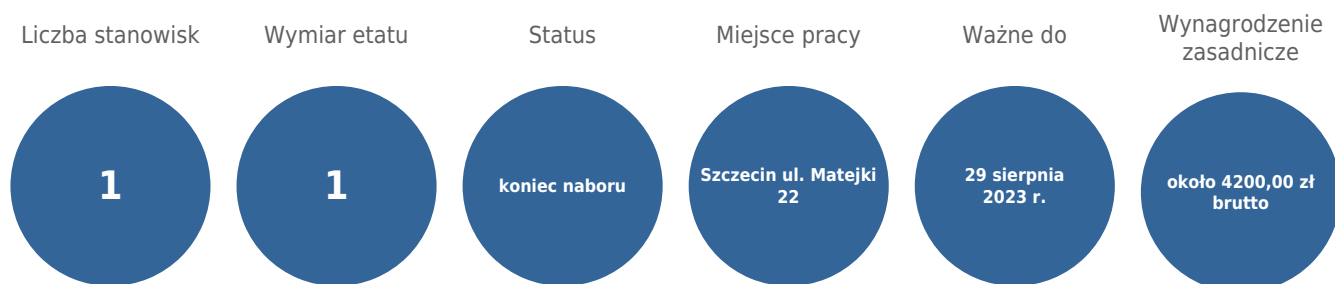 Liczba stanowisk
1
Wymiar etatu
1
Status
koniec naboru
Miejsce pracy
Szczecin ul. Matejki
22
Ważne do
29 sierpnia
2023 r.
Wynagrodzenie
zasadnicze
około 4200,00 zł
brutto